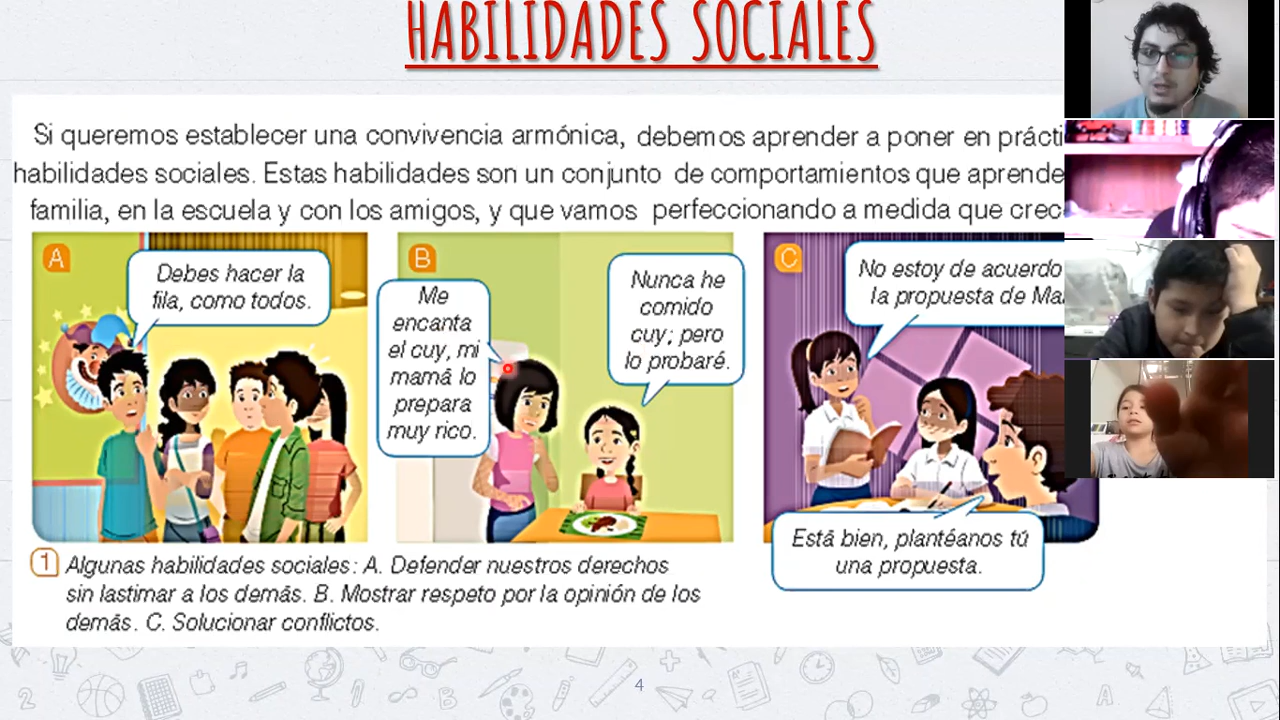 HABILIDADES SOCIALES
Si queremos establecer una convivencia armónica, debemos aprender a poner en prácti
habilidades sociales. Estas habilidades son un conjunto de comportamientos que aprende
familia, en la escuela y con los amigos, y que vamos perfeccionando a medida que crec
A
Debes hacer la
fila, como todos.
B
Me
encanta
el cuy, mi
mamá lo
prepara
muy rico.
Nunca he
comido
cuy; pero
lo probaré.
C
No estoy de acuerdo
la propuesta de Ma
Está bien, plantéanos tú
una propuesta.
1 Algunas habilidades sociales: A. Defender nuestros derechos
sin lastimar a los demás. B. Mostrar respeto por la opinión de los
demás. C. Solucionar conflictos.
4